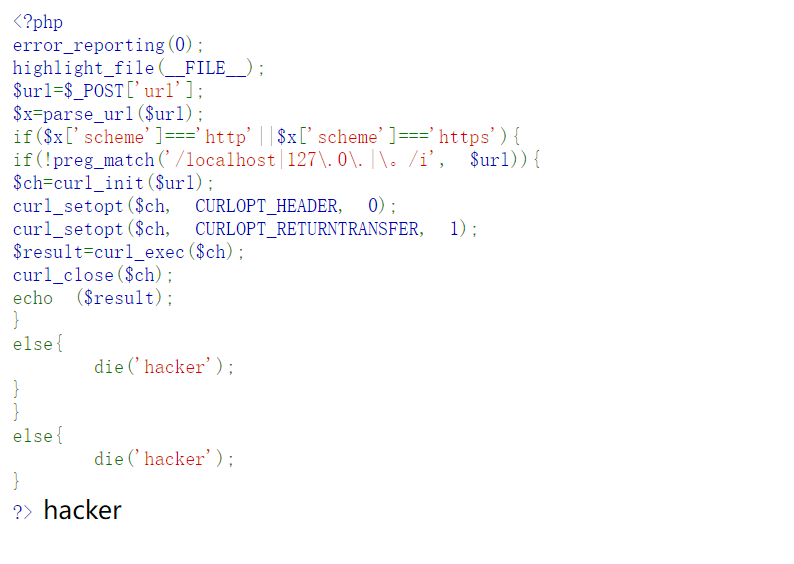 <?php
error_reporting(0);
highlight_file(__FILE__);
$url=$_POST['url'];
$x=parse_url($url);
if($x['scheme']==='http'||$x['scheme']==='https'){
if(!preg_match('/localhost|127\.0\.|\。/i', $url)){
$ch=curl_init($url);
curl_setopt($ch, CURLOPT_HEADER, 0);
curl_setopt($ch, CURLOPT_RETURNTRANSFER, 1);
$result=curl_exec($ch);
curl_close($ch);
echo ($result);
}
else{
die('hacker');
}
}
else{
die('hacker');
}
?> hacker